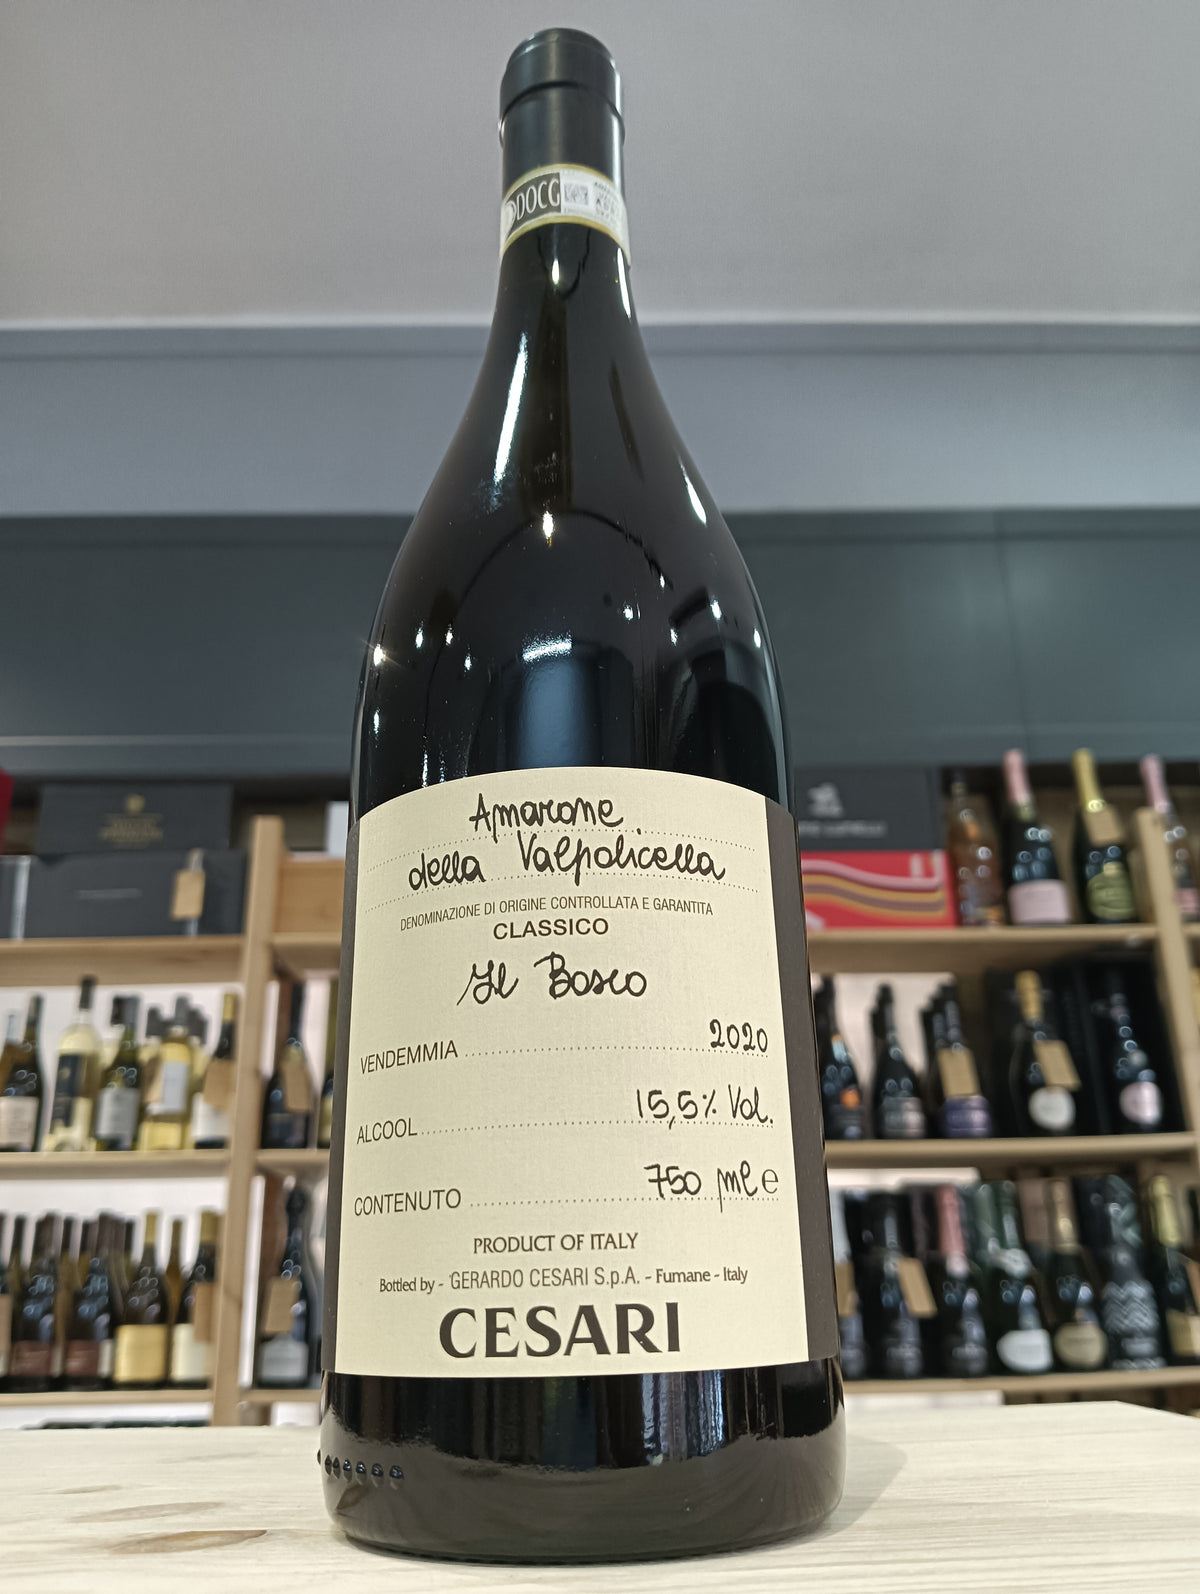 DOCG
Amarone
della Valpolicella
DENOMINAZIONE DI ORIGINE CONTROLLATA E GARANTITA
CLASSICO
Il Bosco
VENDEMMIA 2020
ALCOOL 15,5% Vol.
CONTENUTO 750 ml e
PRODUCT OF ITALY
Bottled by - GERARDO CESARI S.p.A. - Fumane - Italy
CESARI